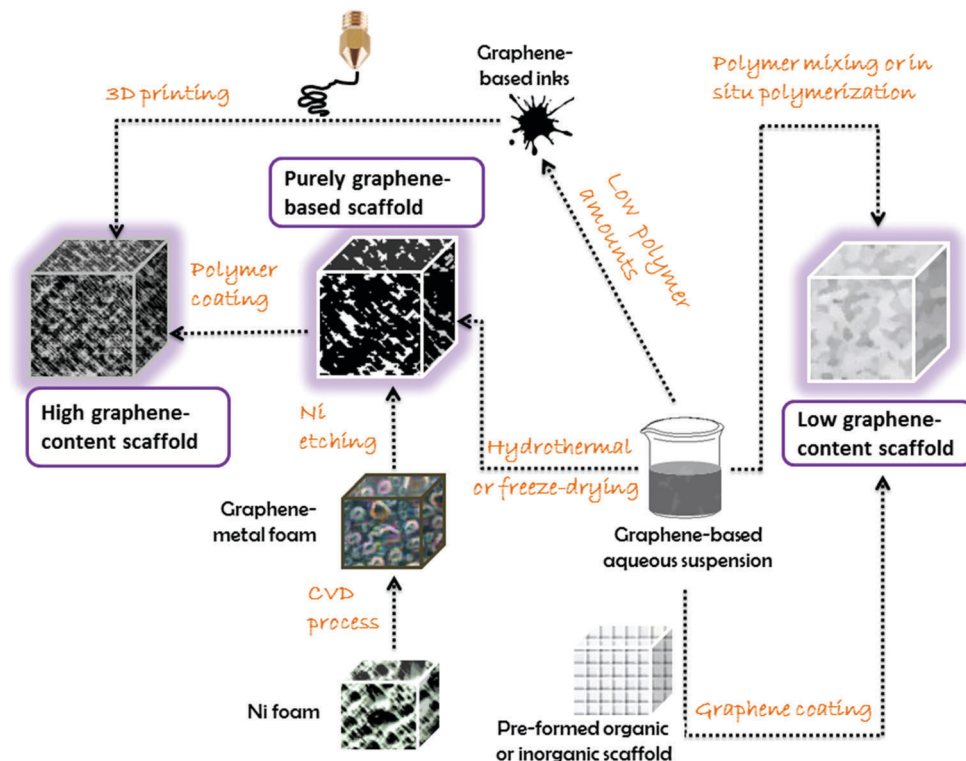 Graphene-
based inks
Polymer mixing or in
situ polymerization
3D printing
Purely graphene-
based scaffold
Low polymer
amounts
Polymer
coating
High graphene-
content scaffold
Ni
etching
Hydrothermal
or freeze-drying
Low graphene-
content scaffold
Graphene-
metal foam
Graphene-based
aqueous suspension
CVD
process
Ni foam
Pre-formed organic
or inorganic scaffold
Graphene coating